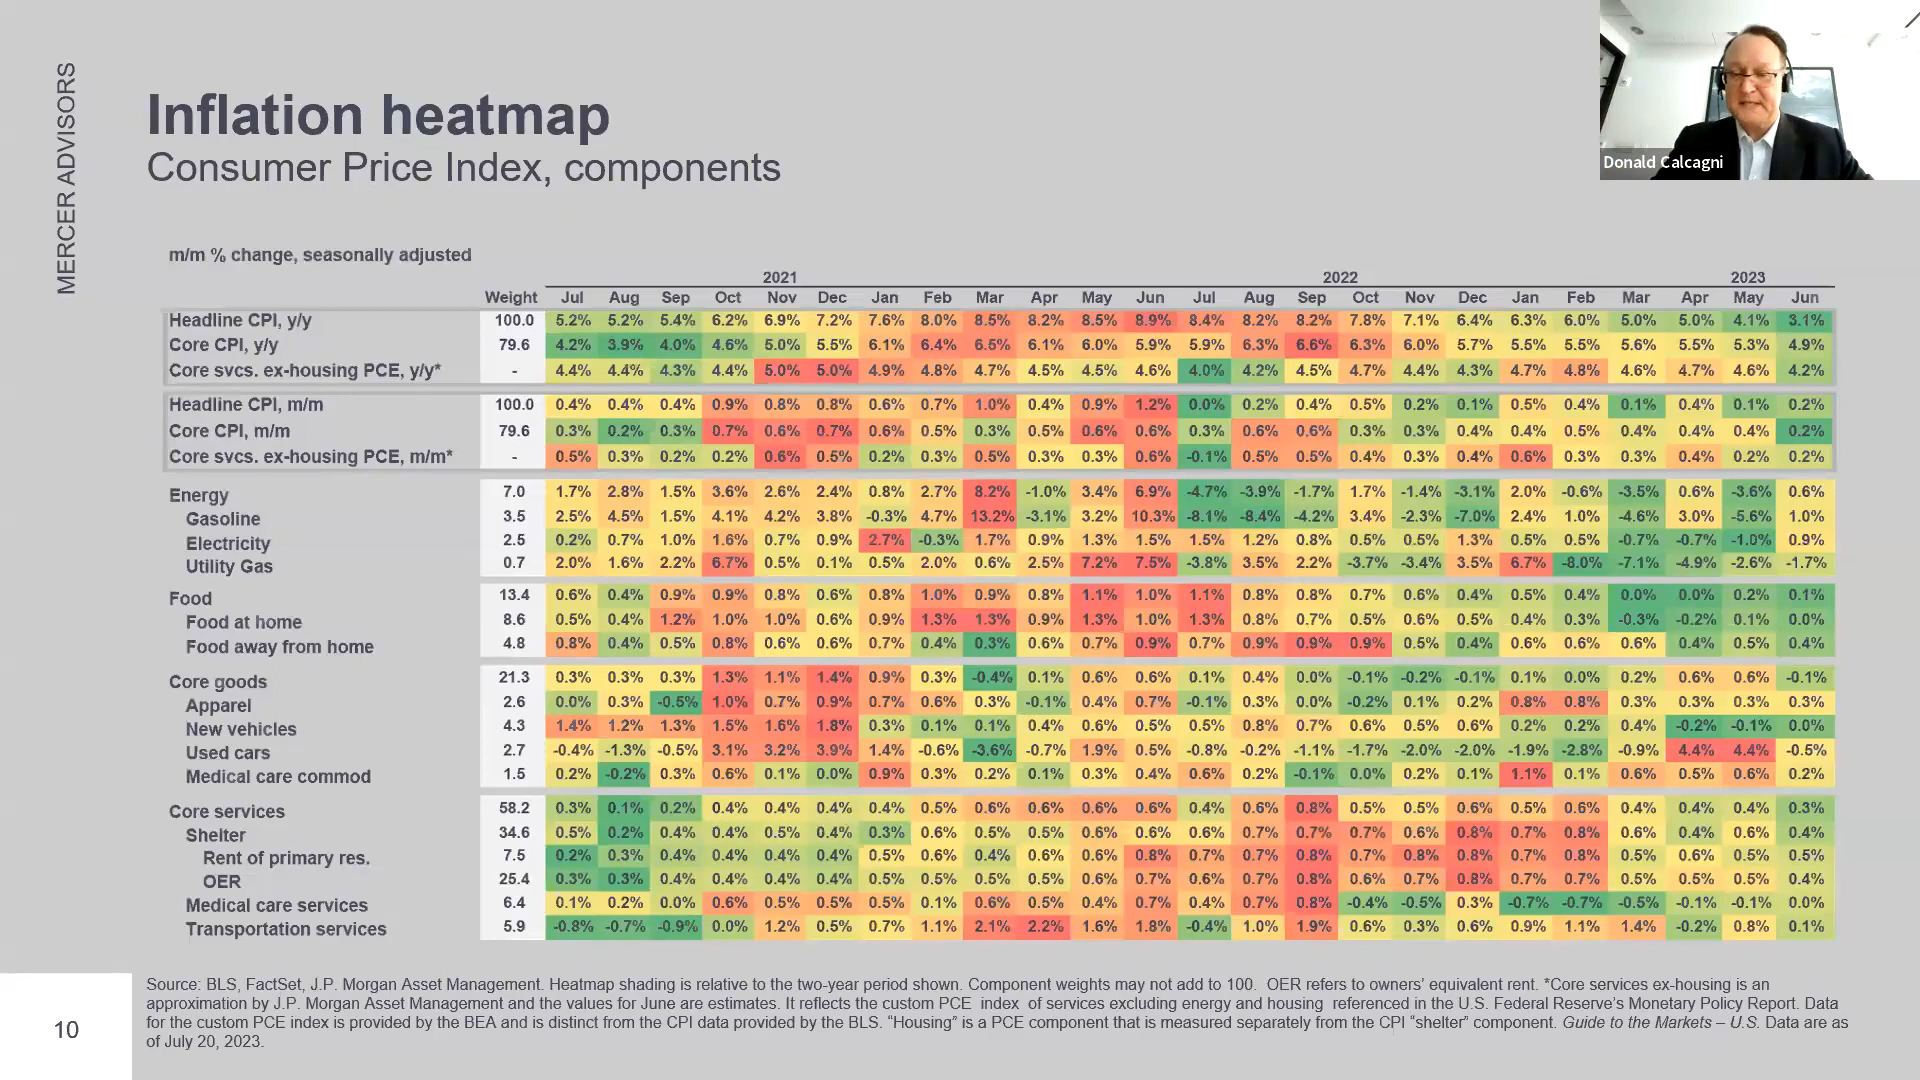 MERCER ADVISORS
Inflation heatmap
Consumer Price Index, components
Donald Calcagni
m/m % change, seasonally adjusted
2021 2022 2023
Weight Jul Aug Sep Oct Nov Dec Jan Feb Mar Apr May Jun Jul Aug Sep Oct Nov Dec Jan Feb Mar Apr May Jun
Headline CPI, y/y 100.0 5.2% 5.2% 5.4% 6.2% 6.9% 7.2% 7.6% 8.0% 8.5% 8.2% 8.5% 8.9% 8.4% 8.2% 8.2% 7.8% 7.1% 6.4% 6.3% 6.0% 5.0% 5.0% 4.1% 3.1%
Core CPI, y/y 79.6 4.2% 3.9% 4.0% 4.6% 5.0% 5.5% 6.1% 6.4% 6.5% 6.1% 6.0% 5.9% 5.9% 6.3% 6.6% 6.3% 6.0% 5.7% 5.5% 5.5% 5.6% 5.5% 5.3% 4.9%
Core svcs. ex-housing PCE, y/y* - 4.4% 4.4% 4.3% 4.4% 5.0% 5.0% 4.9% 4.8% 4.7% 4.5% 4.5% 4.6% 4.0% 4.2% 4.5% 4.7% 4.4% 4.3% 4.7% 4.8% 4.6% 4.7% 4.6% 4.2%
Headline CPI, m/m 100.0 0.4% 0.4% 0.4% 0.9% 0.8% 0.8% 0.6% 0.7% 1.0% 0.4% 0.9% 1.2% 0.0% 0.2% 0.4% 0.5% 0.2% 0.1% 0.5% 0.4% 0.1% 0.4% 0.1% 0.2%
Core CPI, m/m 79.6 0.3% 0.2% 0.3% 0.7% 0.6% 0.7% 0.6% 0.5% 0.3% 0.5% 0.6% 0.6% 0.3% 0.6% 0.6% 0.3% 0.3% 0.4% 0.4% 0.5% 0.4% 0.4% 0.4% 0.2%
Core svcs. ex-housing PCE, m/m* - 0.5% 0.3% 0.2% 0.2% 0.6% 0.5% 0.2% 0.3% 0.5% 0.3% 0.3% 0.6% -0.1% 0.5% 0.5% 0.4% 0.3% 0.4% 0.6% 0.3% 0.3% 0.4% 0.2% 0.2%
Energy 7.0 1.7% 2.8% 1.5% 3.6% 2.6% 2.4% 0.8% 2.7% 8.2% -1.0% 3.4% 6.9% -4.7% -3.9% -1.7% 1.7% -1.4% -3.1% 2.0% -0.6% -3.5% 0.6% -3.6% 0.6%
Gasoline 3.5 2.5% 4.5% 1.5% 4.1% 4.2% 3.8% -0.3% 4.7% 13.2% -3.1% 3.2% 10.3% -8.1% -8.4% -4.2% 3.4% -2.3% -7.0% 2.4% 1.0% -4.6% 3.0% -5.6% 1.0%
Electricity 2.5 0.2% 0.7% 1.0% 1.6% 0.7% 0.9% 2.7% -0.3% 1.7% 0.9% 1.3% 1.5% 1.5% 1.2% 0.8% 0.5% 0.5% 1.3% 0.5% 0.5% -0.7% -0.7% -1.0% 0.9%
Utility Gas 0.7 2.0% 1.6% 2.2% 6.7% 0.5% 0.1% 0.5% 2.0% 0.6% 2.5% 7.2% 7.5% -3.8% 3.5% 2.2% -3.7% -3.4% 3.5% 6.7% -8.0% -7.1% -4.9% -2.6% -1.7%
Food 13.4 0.6% 0.4% 0.9% 0.9% 0.8% 0.6% 0.8% 1.0% 0.9% 0.8% 1.1% 1.0% 1.1% 0.8% 0.8% 0.7% 0.6% 0.4% 0.5% 0.4% 0.0% 0.0% 0.2% 0.1%
Food at home 8.6 0.5% 0.4% 1.2% 1.0% 1.0% 0.6% 0.9% 1.3% 1.3% 0.9% 1.3% 1.0% 1.3% 0.8% 0.7% 0.5% 0.6% 0.5% 0.4% 0.3% -0.3% -0.2% 0.1% 0.0%
Food away from home 4.8 0.8% 0.4% 0.5% 0.8% 0.6% 0.6% 0.7% 0.4% 0.3% 0.6% 0.7% 0.9% 0.7% 0.9% 0.9% 0.9% 0.5% 0.4% 0.6% 0.6% 0.6% 0.4% 0.5% 0.4%
Core goods 21.3 0.3% 0.3% 0.3% 1.3% 1.1% 1.4% 0.9% 0.3% -0.4% 0.1% 0.6% 0.6% 0.1% 0.4% 0.0% -0.1% -0.2% -0.1% 0.1% 0.0% 0.2% 0.6% 0.6% -0.1%
Apparel 2.6 0.0% 0.3% -0.5% 1.0% 0.7% 0.9% 0.7% 0.6% 0.3% -0.1% 0.4% 0.7% -0.1% 0.3% 0.0% -0.2% 0.1% 0.2% 0.8% 0.8% 0.3% 0.3% 0.3% 0.3%
New vehicles 4.3 1.4% 1.2% 1.3% 1.5% 1.6% 1.8% 0.3% 0.1% 0.1% 0.4% 0.6% 0.5% 0.5% 0.8% 0.7% 0.6% 0.5% 0.6% 0.2% 0.2% 0.4% -0.2% -0.1% 0.0%
Used cars 2.7 -0.4% -1.3% -0.5% 3.1% 3.2% 3.9% 1.4% -0.6% -3.6% -0.7% 1.9% 0.5% -0.8% -0.2% -1.1% -1.7% -2.0% -2.0% -1.9% -2.8% -0.9% 4.4% 4.4% -0.5%
Medical care commod 1.5 0.2% -0.2% 0.3% 0.6% 0.1% 0.0% 0.9% 0.3% 0.2% 0.1% 0.3% 0.4% 0.6% 0.2% -0.1% 0.0% 0.2% 0.1% 1.1% 0.1% 0.6% 0.5% 0.6% 0.2%
Core services 58.2 0.3% 0.1% 0.2% 0.4% 0.4% 0.4% 0.4% 0.5% 0.6% 0.6% 0.6% 0.6% 0.4% 0.6% 0.8% 0.5% 0.5% 0.6% 0.5% 0.6% 0.4% 0.4% 0.4% 0.3%
Shelter 34.6 0.5% 0.2% 0.4% 0.4% 0.5% 0.4% 0.3% 0.6% 0.5% 0.5% 0.6% 0.6% 0.6% 0.7% 0.7% 0.7% 0.6% 0.8% 0.7% 0.8% 0.6% 0.4% 0.6% 0.4%
Rent of primary res. 7.5 0.2% 0.3% 0.4% 0.4% 0.4% 0.4% 0.5% 0.6% 0.4% 0.6% 0.6% 0.8% 0.7% 0.7% 0.8% 0.7% 0.8% 0.8% 0.7% 0.8% 0.5% 0.6% 0.5% 0.5%
OER 25.4 0.3% 0.3% 0.4% 0.4% 0.4% 0.4% 0.5% 0.5% 0.5% 0.5% 0.6% 0.7% 0.6% 0.7% 0.8% 0.6% 0.7% 0.8% 0.7% 0.7% 0.5% 0.5% 0.5% 0.4%
Medical care services 6.4 0.1% 0.2% 0.0% 0.6% 0.5% 0.5% 0.5% 0.1% 0.6% 0.5% 0.4% 0.7% 0.4% 0.7% 0.8% -0.4% -0.5% 0.3% -0.7% -0.7% -0.5% -0.1% -0.1% 0.0%
Transportation services 5.9 -0.8% -0.7% -0.9% 0.0% 1.2% 0.5% 0.7% 1.1% 2.1% 2.2% 1.6% 1.8% -0.4% 1.0% 1.9% 0.6% 0.3% 0.6% 0.9% 1.1% 1.4% -0.2% 0.8% 0.1%
Source: BLS, FactSet, J.P. Morgan Asset Management. Heatmap shading is relative to the two-year period shown. Component weights may not add to 100. OER refers to owners’ equivalent rent. *Core services ex-housing is an
approximation by J.P. Morgan Asset Management and the values for June are estimates. It reflects the custom PCE index of services excluding energy and housing referenced in the U.S. Federal Reserve’s Monetary Policy Report. Data
for the custom PCE index is provided by the BEA and is distinct from the CPI data provided by the BLS. “Housing” is a PCE component that is measured separately from the CPI “shelter” component. Guide to the Markets – U.S. Data are as
of July 20, 2023.
10